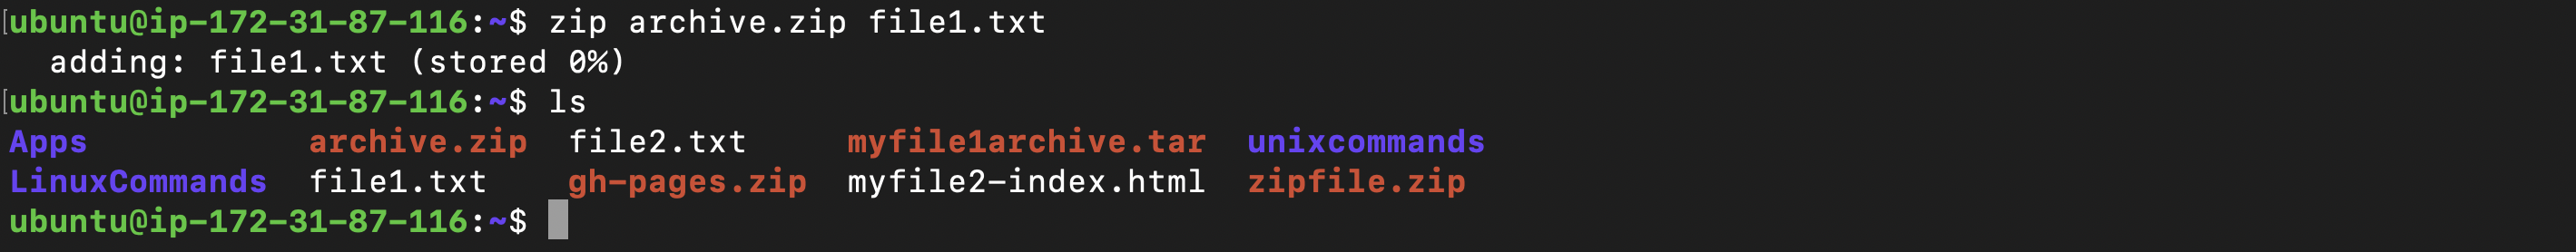 [ubuntu@ip-172-31-87-116:~$ zip archive.zip file1.txt
  adding: file1.txt (stored 0%)
[ubuntu@ip-172-31-87-116:~$ ls
Apps           archive.zip  file2.txt     myfile1archive.tar  unixcommands
LinuxCommands  file1.txt    gh-pages.zip  myfile2-index.html  zipfile.zip
ubuntu@ip-172-31-87-116:~$